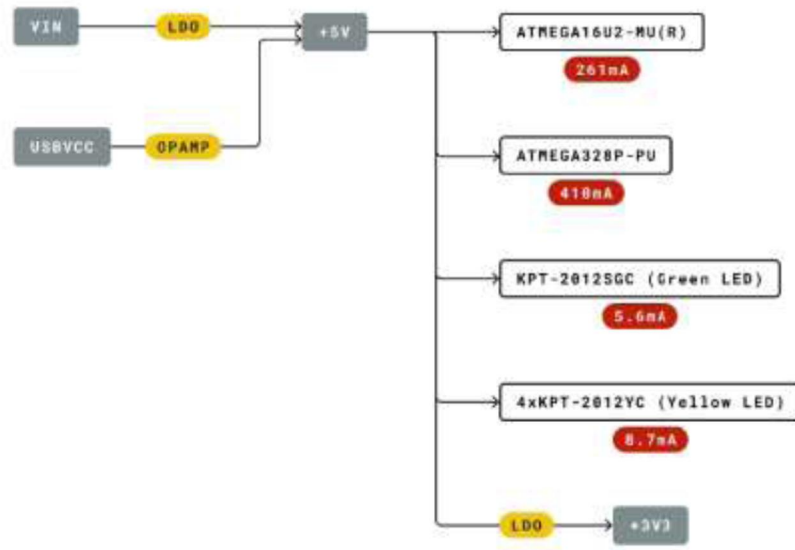 VIN
LDO
+5V
ATMEGA16U2-MU(R)
261mA
USBVCC
OPAMP
ATMEGA328P-PU
410mA
KPT-2012SGC (Green LED)
5.6mA
4xKPT-2012YC (Yellow LED)
8.7mA
LDO
+3V3